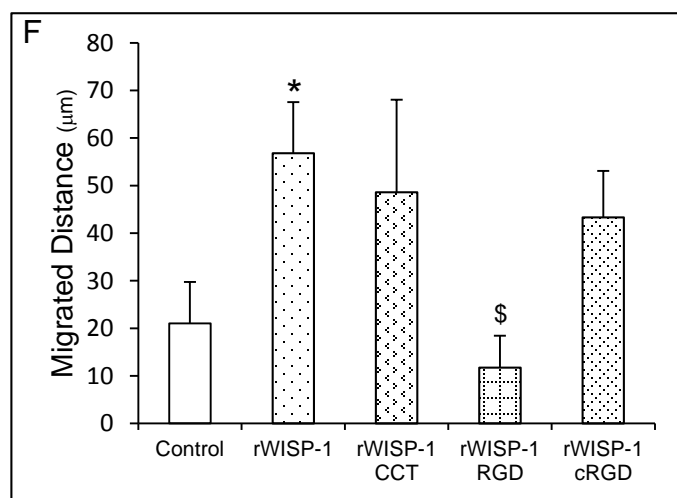 F
80
70
60
50
40
30
20
10
0
Migrated Distance (μm)
*
$
Control
rWISP-1
rWISP-1
CCT
rWISP-1
RGD
rWISP-1
cRGD